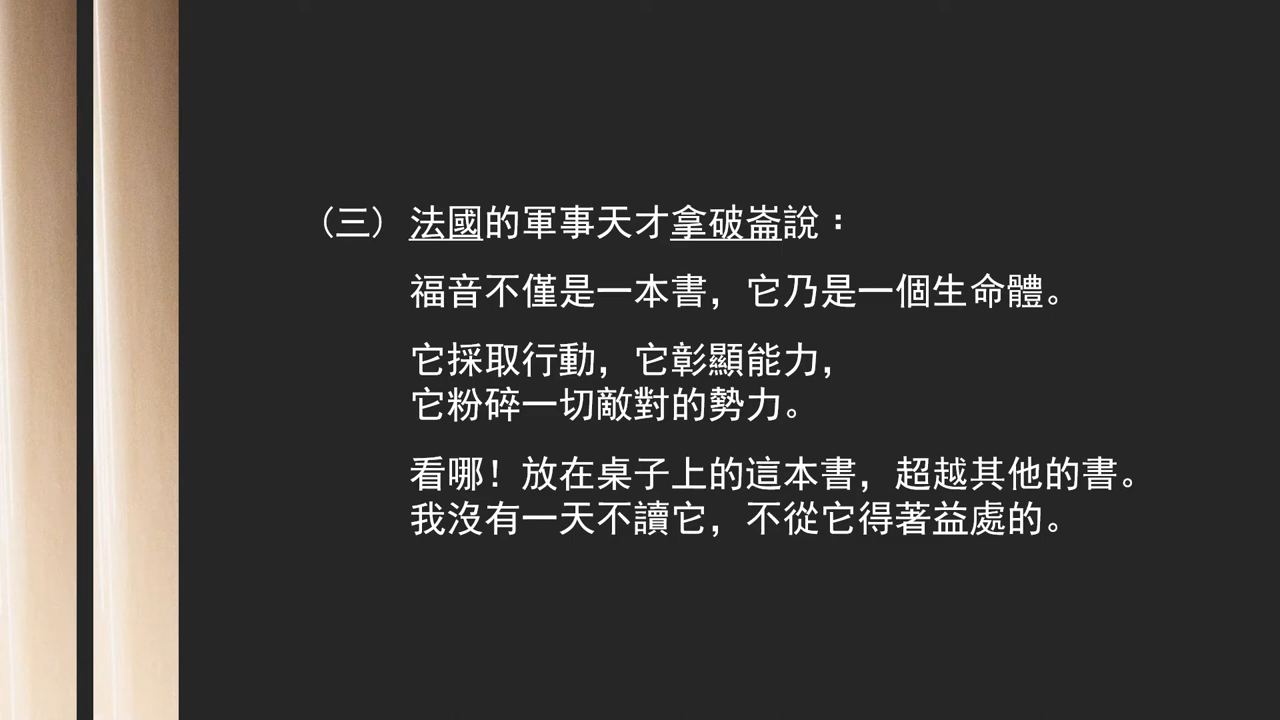 （三）法國的軍事天才拿破崙說：
福音不僅是一本書，它乃是一個生命體。
它採取行動，它彰顯能力，
它粉碎一切敵對的勢力。
看哪！放在桌子上的這本書，超越其他的書。
我沒有一天不讀它，不從它得著益處的。